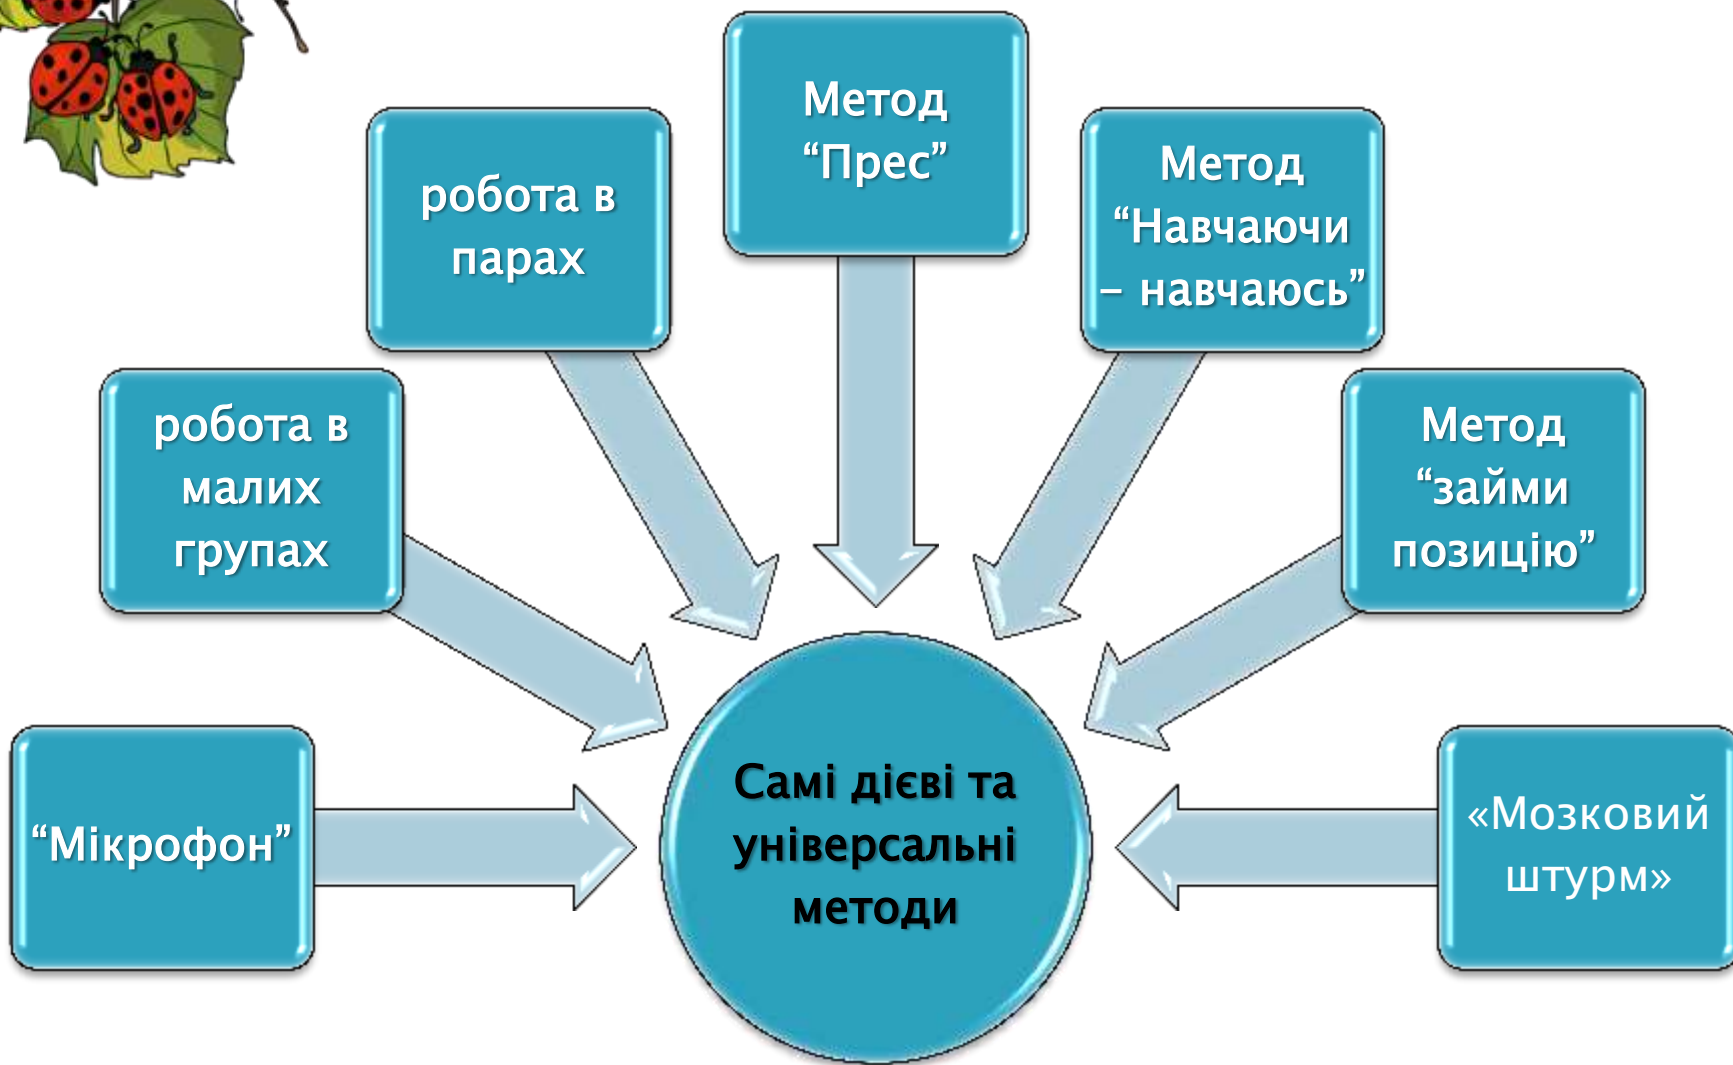 Метод
“Прес”
робота в
парах
Метод
“Навчаючи
– навчаюсь”
робота в
малих
групах
Метод
“займи
позицію”
“Мікрофон”
Самі дієві та
універсальні
методи
«Мозковий
штурм»